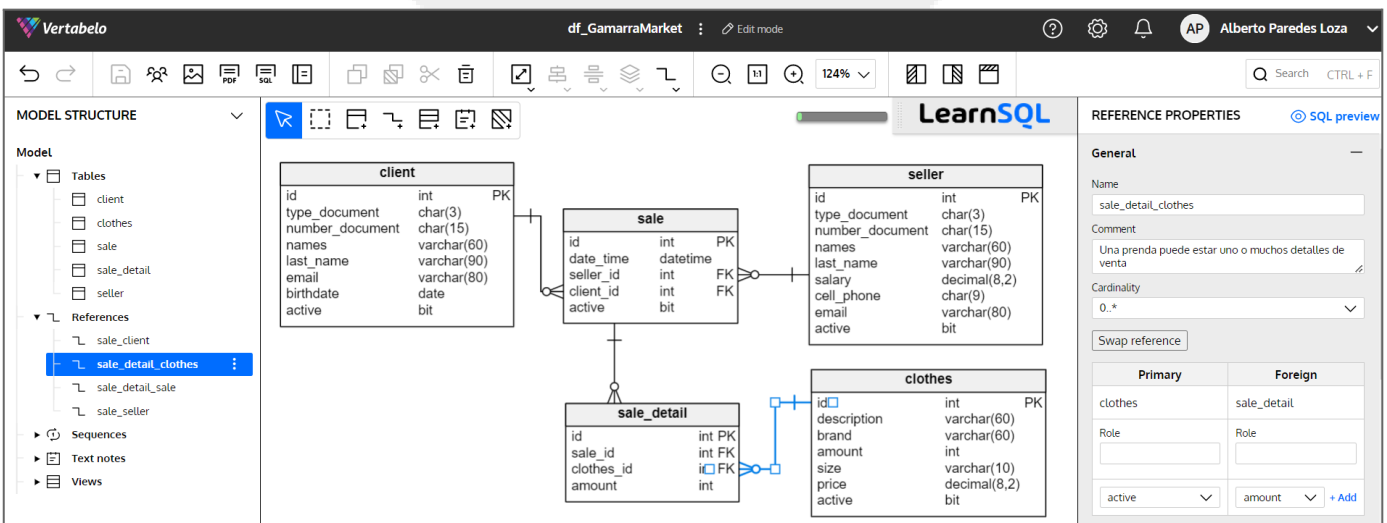 Vertabelo
df_GamarraMarket
Edit mode
AP
Alberto Paredes Loza
PDF
SQL
1:1
124%
Search CTRL + F
MODEL STRUCTURE
Model
Tables
client
clothes
sale
sale_detail
seller
References
sale_client
sale_detail_clothes
sale_detail_sale
sale_seller
Sequences
Text notes
Views
LearnSQL
client
id int PK
type_document char(3)
number_document char(15)
names varchar(60)
last_name varchar(90)
email varchar(80)
birthdate date
active bit
sale
id int PK
date_time datetime
seller_id int FK
client_id int FK
active bit
seller
id int PK
type_document char(3)
number_document char(15)
names varchar(60)
last_name varchar(90)
salary decimal(8,2)
cell_phone char(9)
email varchar(80)
active bit
sale_detail
id int PK
sale_id int FK
clothes_id FK
amount int
clothes
id int PK
description varchar(60)
brand varchar(60)
amount int
size varchar(10)
price decimal(8,2)
active bit
REFERENCE PROPERTIES
SQL preview
General
Name
sale_detail_clothes
Comment
Una prenda puede estar uno o muchos detalles de
venta
Cardinality
0..*
Swap reference
Primary Foreign
clothes sale_detail
Role Role
active amount + Add